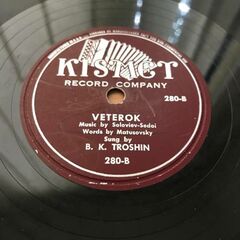 KISMET
RECORD COMPANY
280-B
VETEROK
Music by Soloviev-Sedoi
Words by Matusovsky
Sung by
B. K. TROSHIN
280-B